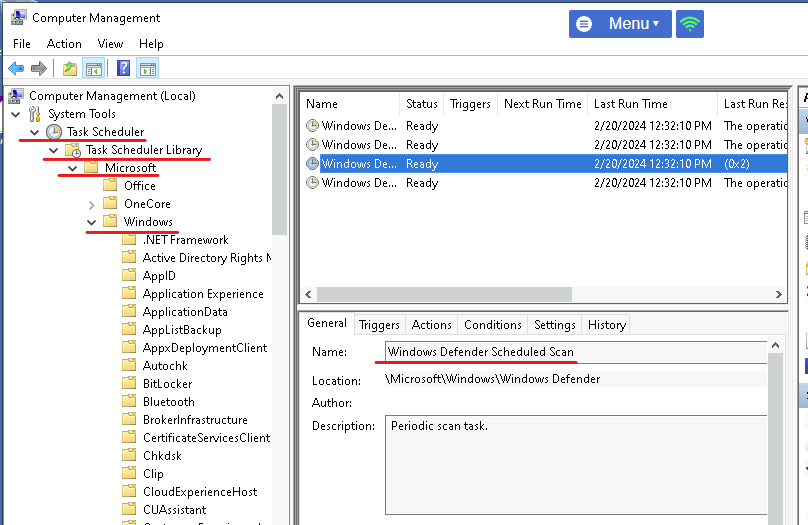 Computer Management
Menu
File Action View Help
Computer Management (Local)
System Tools
Task Scheduler
Task Scheduler Library
Microsoft
Office
OneCore
Windows
.NET Framework
Active Directory Rights M
AppID
Application Experience
ApplicationData
AppListBackup
AppxDeploymentClient
Autochk
BitLocker
Bluetooth
BrokerInfrastructure
CertificateServicesClient
Chkdsk
Clip
CloudExperienceHost
CUAssistant
Name Status Triggers Next Run Time Last Run Time Last Run Re
Windows De... Ready 2/20/2024 12:32:10 PM The operatio
Windows De... Ready 2/20/2024 12:32:10 PM The operatio
Windows De... Ready 2/20/2024 12:32:10 PM (0x2)
Windows De... Ready 2/20/2024 12:32:10 PM The operatio
General Triggers Actions Conditions Settings History
Name: Windows Defender Scheduled Scan
Location: \Microsoft\Windows\Windows Defender
Author:
Description: Periodic scan task.